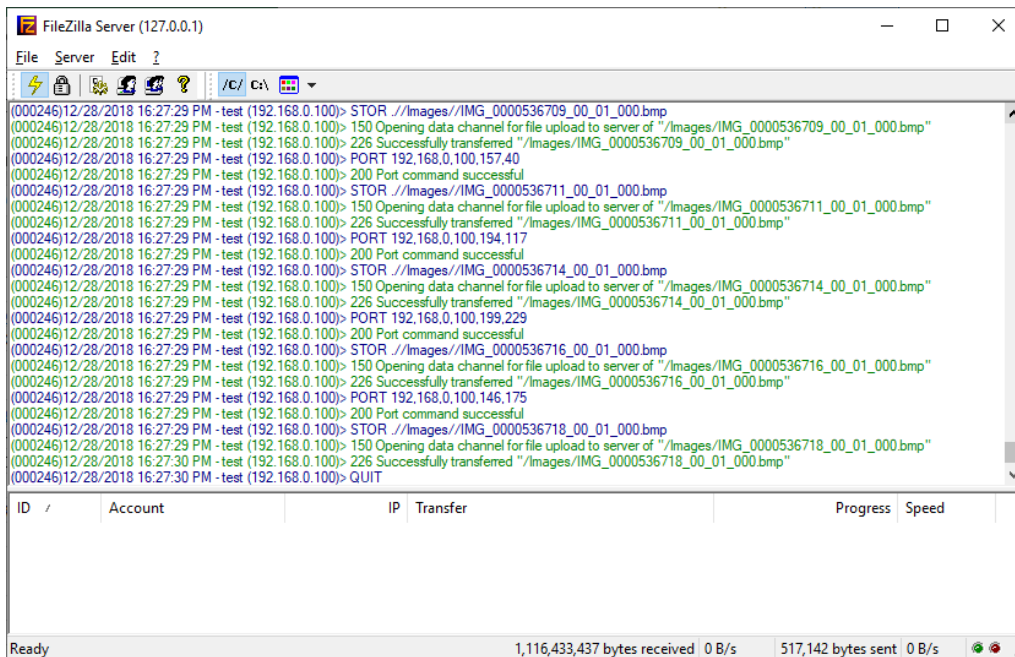 FileZilla Server (127.0.0.1)
File Server Edit ?
/C/ C:\
(000246)12/28/2018 16:27:29 PM - test (192.168.0.100)> STOR .//Images//IMG_0000536709_00_01_000.bmp
(000246)12/28/2018 16:27:29 PM - test (192.168.0.100)> 150 Opening data channel for file upload to server of "/Images/IMG_0000536709_00_01_000.bmp"
(000246)12/28/2018 16:27:29 PM - test (192.168.0.100)> 226 Successfully transferred "/Images/IMG_0000536709_00_01_000.bmp"
(000246)12/28/2018 16:27:29 PM - test (192.168.0.100)> PORT 192,168,0,100,157,40
(000246)12/28/2018 16:27:29 PM - test (192.168.0.100)> 200 Port command successful
(000246)12/28/2018 16:27:29 PM - test (192.168.0.100)> STOR .//Images//IMG_0000536711_00_01_000.bmp
(000246)12/28/2018 16:27:29 PM - test (192.168.0.100)> 150 Opening data channel for file upload to server of "/Images/IMG_0000536711_00_01_000.bmp"
(000246)12/28/2018 16:27:29 PM - test (192.168.0.100)> 226 Successfully transferred "/Images/IMG_0000536711_00_01_000.bmp"
(000246)12/28/2018 16:27:29 PM - test (192.168.0.100)> PORT 192,168,0,100,194,117
(000246)12/28/2018 16:27:29 PM - test (192.168.0.100)> 200 Port command successful
(000246)12/28/2018 16:27:29 PM - test (192.168.0.100)> STOR .//Images//IMG_0000536714_00_01_000.bmp
(000246)12/28/2018 16:27:29 PM - test (192.168.0.100)> 150 Opening data channel for file upload to server of "/Images/IMG_0000536714_00_01_000.bmp"
(000246)12/28/2018 16:27:29 PM - test (192.168.0.100)> 226 Successfully transferred "/Images/IMG_0000536714_00_01_000.bmp"
(000246)12/28/2018 16:27:29 PM - test (192.168.0.100)> PORT 192,168,0,100,199,229
(000246)12/28/2018 16:27:29 PM - test (192.168.0.100)> 200 Port command successful
(000246)12/28/2018 16:27:29 PM - test (192.168.0.100)> STOR .//Images//IMG_0000536716_00_01_000.bmp
(000246)12/28/2018 16:27:29 PM - test (192.168.0.100)> 150 Opening data channel for file upload to server of "/Images/IMG_0000536716_00_01_000.bmp"
(000246)12/28/2018 16:27:29 PM - test (192.168.0.100)> 226 Successfully transferred "/Images/IMG_0000536716_00_01_000.bmp"
(000246)12/28/2018 16:27:29 PM - test (192.168.0.100)> PORT 192,168,0,100,146,175
(000246)12/28/2018 16:27:29 PM - test (192.168.0.100)> 200 Port command successful
(000246)12/28/2018 16:27:29 PM - test (192.168.0.100)> STOR .//Images//IMG_0000536718_00_01_000.bmp
(000246)12/28/2018 16:27:29 PM - test (192.168.0.100)> 150 Opening data channel for file upload to server of "/Images/IMG_0000536718_00_01_000.bmp"
(000246)12/28/2018 16:27:30 PM - test (192.168.0.100)> 226 Successfully transferred "/Images/IMG_0000536718_00_01_000.bmp"
(000246)12/28/2018 16:27:30 PM - test (192.168.0.100)> QUIT
ID / Account IP Transfer Progress Speed
Ready 1,116,433,437 bytes received 0 B/s 517,142 bytes sent 0 B/s